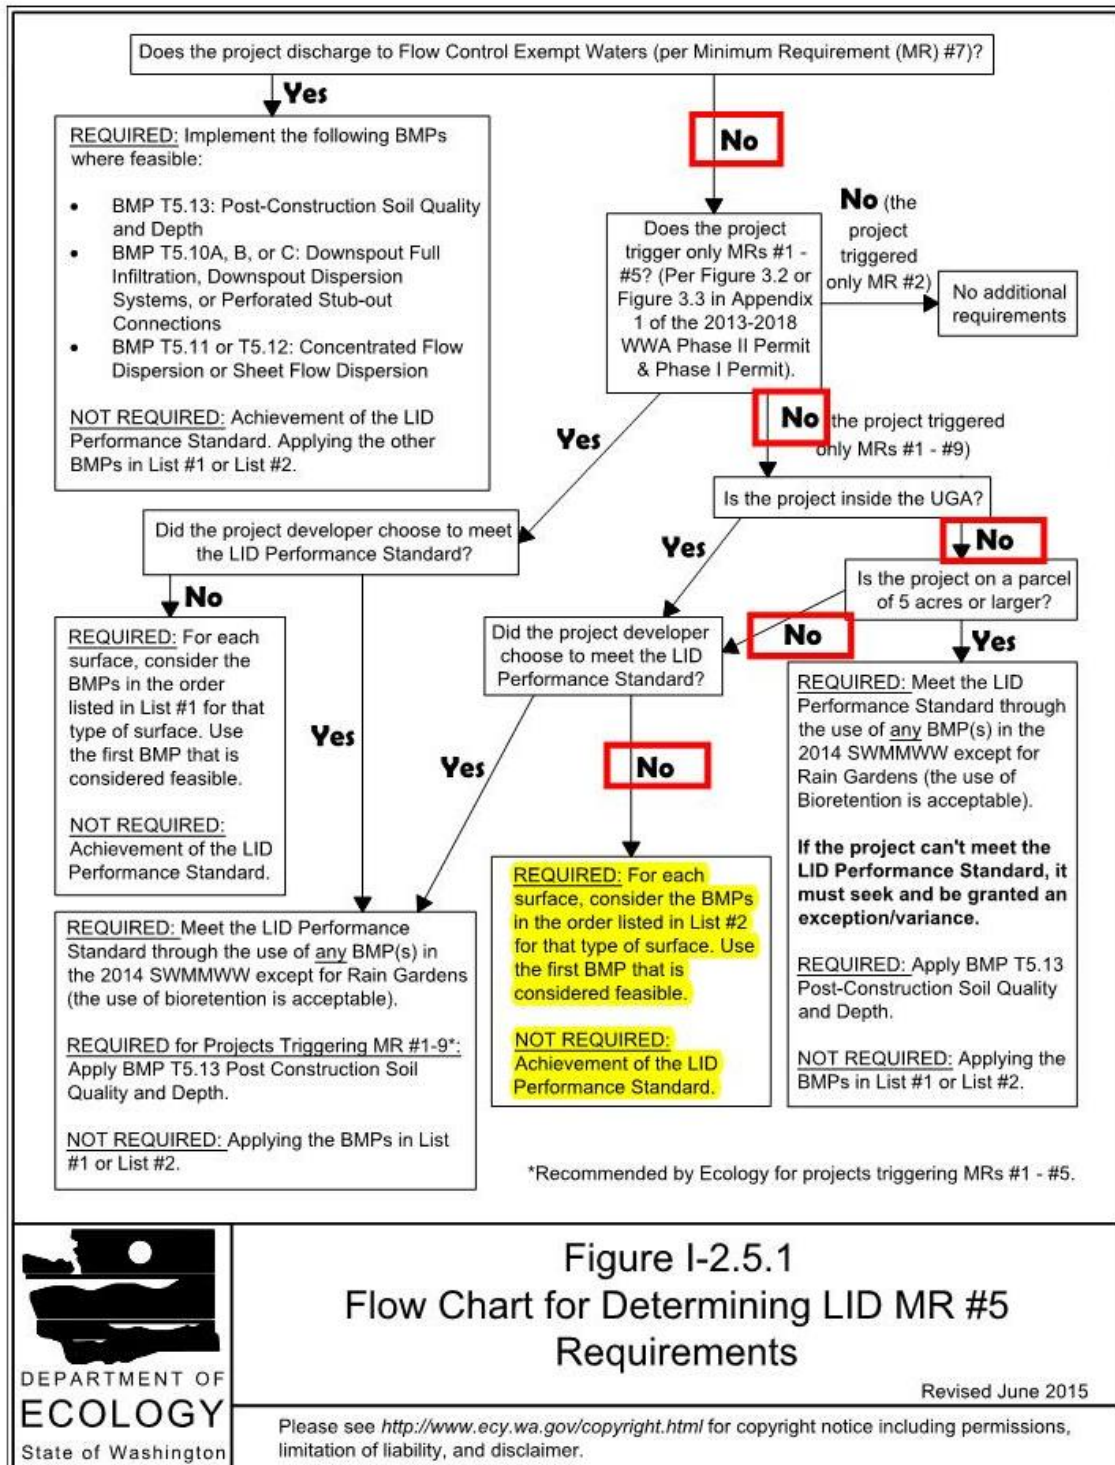 Does the project discharge to Flow Control Exempt Waters (per Minimum Requirement (MR) #7)?
Yes
No
REQUIRED: Implement the following BMPs
where feasible:
• BMP T5.13: Post-Construction Soil Quality
and Depth
• BMP T5.10A, B, or C: Downspout Full
Infiltration, Downspout Dispersion
Systems, or Perforated Stub-out
Connections
• BMP T5.11 or T5.12: Concentrated Flow
Dispersion or Sheet Flow Dispersion
NOT REQUIRED: Achievement of the LID
Performance Standard. Applying the other
BMPs in List #1 or List #2.
Does the project
trigger only MRs #1 -
#5? (Per Figure 3.2 or
Figure 3.3 in Appendix
1 of the 2013-2018
WWA Phase II Permit
& Phase I Permit).
No (the
project
triggered
only MR #2)
No additional
requirements
Yes
No the project triggered
only MRs #1 - #9)
Is the project inside the UGA?
Did the project developer choose to meet
the LID Performance Standard?
Yes
No
Is the project on a parcel
of 5 acres or larger?
No
Did the project developer
choose to meet the LID
Performance Standard?
No
Yes
REQUIRED: For each
surface, consider the
BMPs in the order
listed in List #1 for that
type of surface. Use
the first BMP that is
considered feasible.
NOT REQUIRED:
Achievement of the LID
Performance Standard.
Yes
Yes
No
REQUIRED: Meet the LID
Performance Standard through
the use of any BMP(s) in the
2014 SWMMWW except for
Rain Gardens (the use of
Bioretention is acceptable).
If the project can't meet the
LID Performance Standard, it
must seek and be granted an
exception/variance.
REQUIRED: Apply BMP T5.13
Post-Construction Soil Quality
and Depth.
NOT REQUIRED: Applying the
BMPs in List #1 or List #2.
REQUIRED: For each
surface, consider the BMPs
in the order listed in List #2
for that type of surface. Use
the first BMP that is
considered feasible.
NOT REQUIRED:
Achievement of the LID
Performance Standard.
REQUIRED: Meet the LID Performance
Standard through the use of any BMP(s) in
the 2014 SWMMWW except for Rain Gardens
(the use of bioretention is acceptable).
REQUIRED for Projects Triggering MR #1-9*:
Apply BMP T5.13 Post Construction Soil
Quality and Depth.
NOT REQUIRED: Applying the BMPs in List
#1 or List #2.
*Recommended by Ecology for projects triggering MRs #1 - #5.
DEPARTMENT OF
ECOLOGY
State of Washington
Figure I-2.5.1
Flow Chart for Determining LID MR #5
Requirements
Revised June 2015
Please see http://www.ecy.wa.gov/copyright.html for copyright notice including permissions,
limitation of liability, and disclaimer.